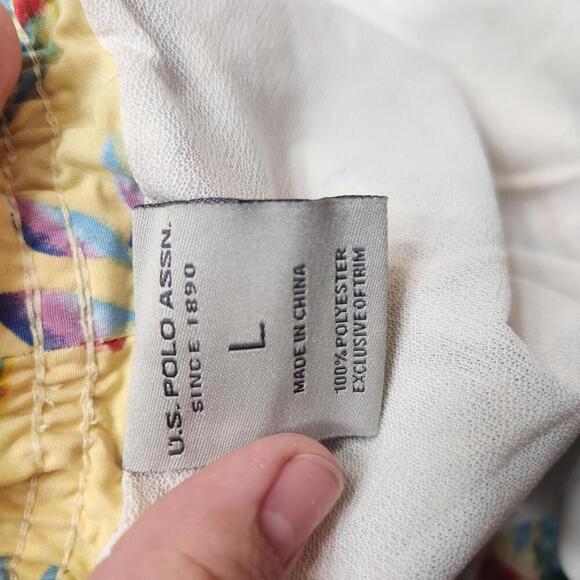 U.S. POLO ASSN.
SINCE 1890
L
MADE IN CHINA
100% POLYESTER
EXCLUSIVE OF TRIM